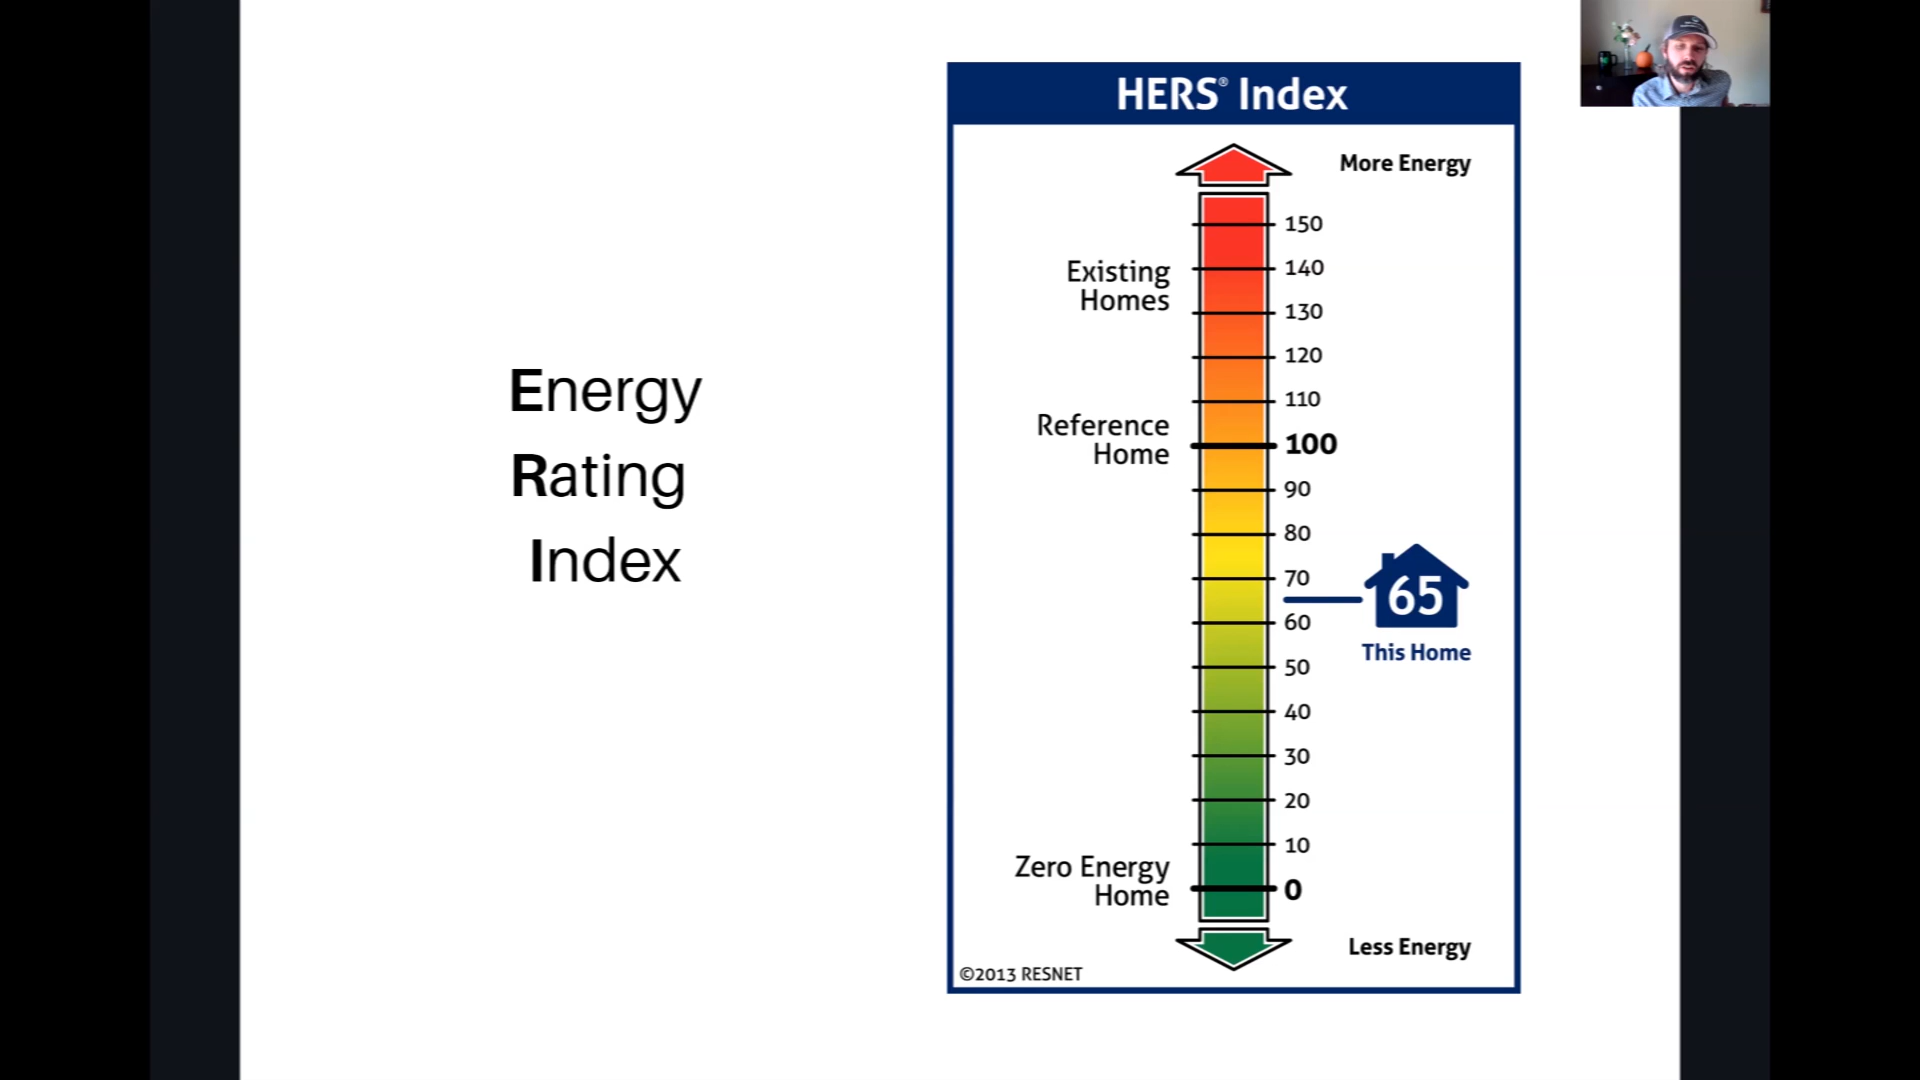 Energy
Rating
Index
HERS® Index
More Energy
150
140
Existing
Homes
130
120
110
Reference
Home
100
90
80
70
65
60
This Home
50
40
30
20
10
Zero Energy
Home
0
Less Energy
©2013 RESNET